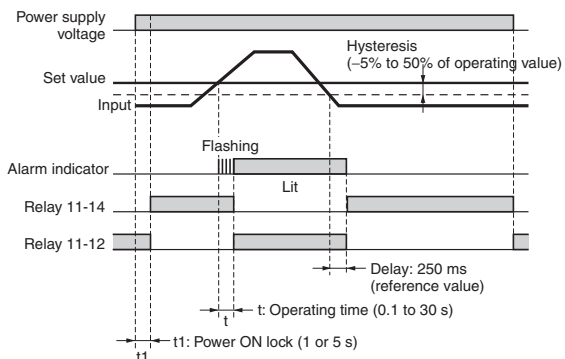 Power supply
voltage
Hysteresis
(–5% to 50% of operating value)
Set value
Input
Flashing
Alarm indicator
Lit
Relay 11-14
Relay 11-12
Delay: 250 ms
(reference value)
t: Operating time (0.1 to 30 s)
t
t1: Power ON lock (1 or 5 s)
t1